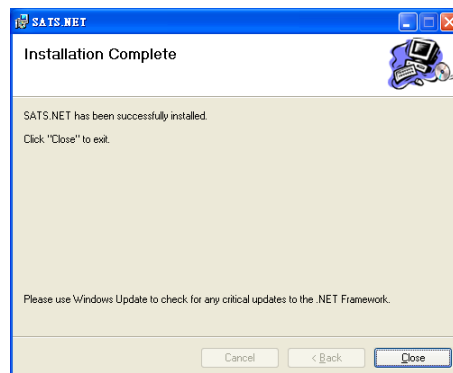 SATS.NET
Installation Complete
SATS.NET has been successfully installed.
Click "Close" to exit.
Please use Windows Update to check for any critical updates to the .NET Framework.
Cancel < Back Close